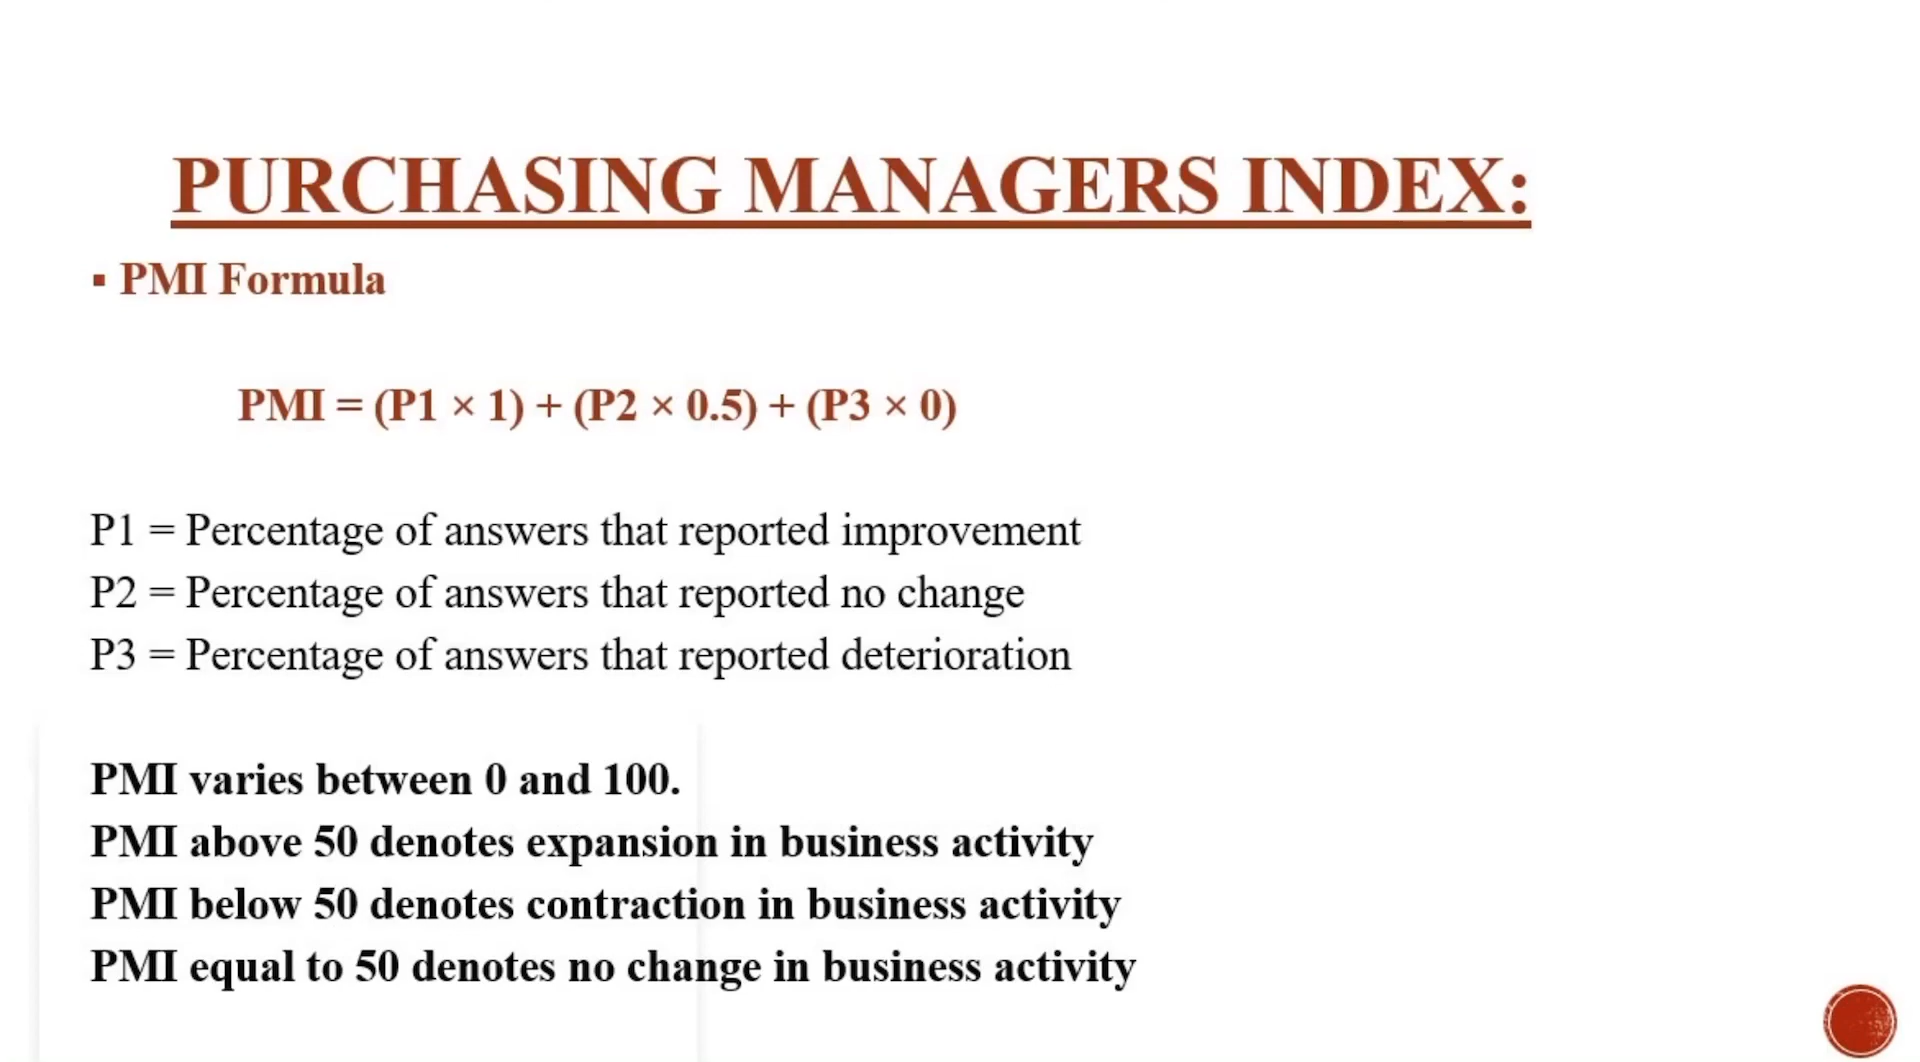 PURCHASING MANAGERS INDEX:
▪ PMI Formula
PMI = (P1 × 1) + (P2 × 0.5) + (P3 × 0)
P1 = Percentage of answers that reported improvement
P2 = Percentage of answers that reported no change
P3 = Percentage of answers that reported deterioration
PMI varies between 0 and 100.
PMI above 50 denotes expansion in business activity
PMI below 50 denotes contraction in business activity
PMI equal to 50 denotes no change in business activity